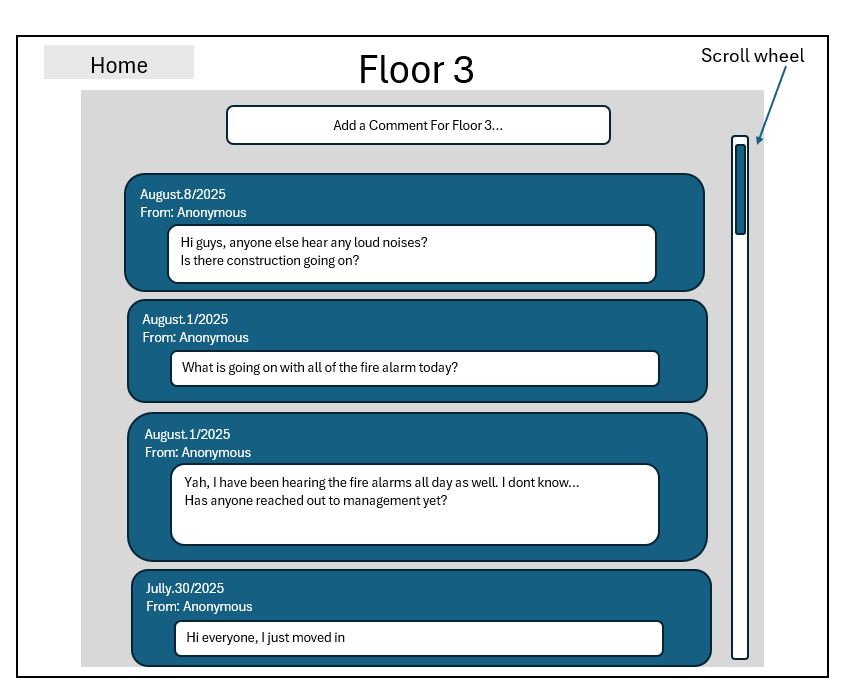 Home
Floor 3
Scroll wheel
Add a Comment For Floor 3...
August.8/2025
From: Anonymous
Hi guys, anyone else hear any loud noises?
Is there construction going on?
August.1/2025
From: Anonymous
What is going on with all of the fire alarm today?
August.1/2025
From: Anonymous
Yah, I have been hearing the fire alarms all day as well. I dont know...
Has anyone reached out to management yet?
Jully.30/2025
From: Anonymous
Hi everyone, I just moved in